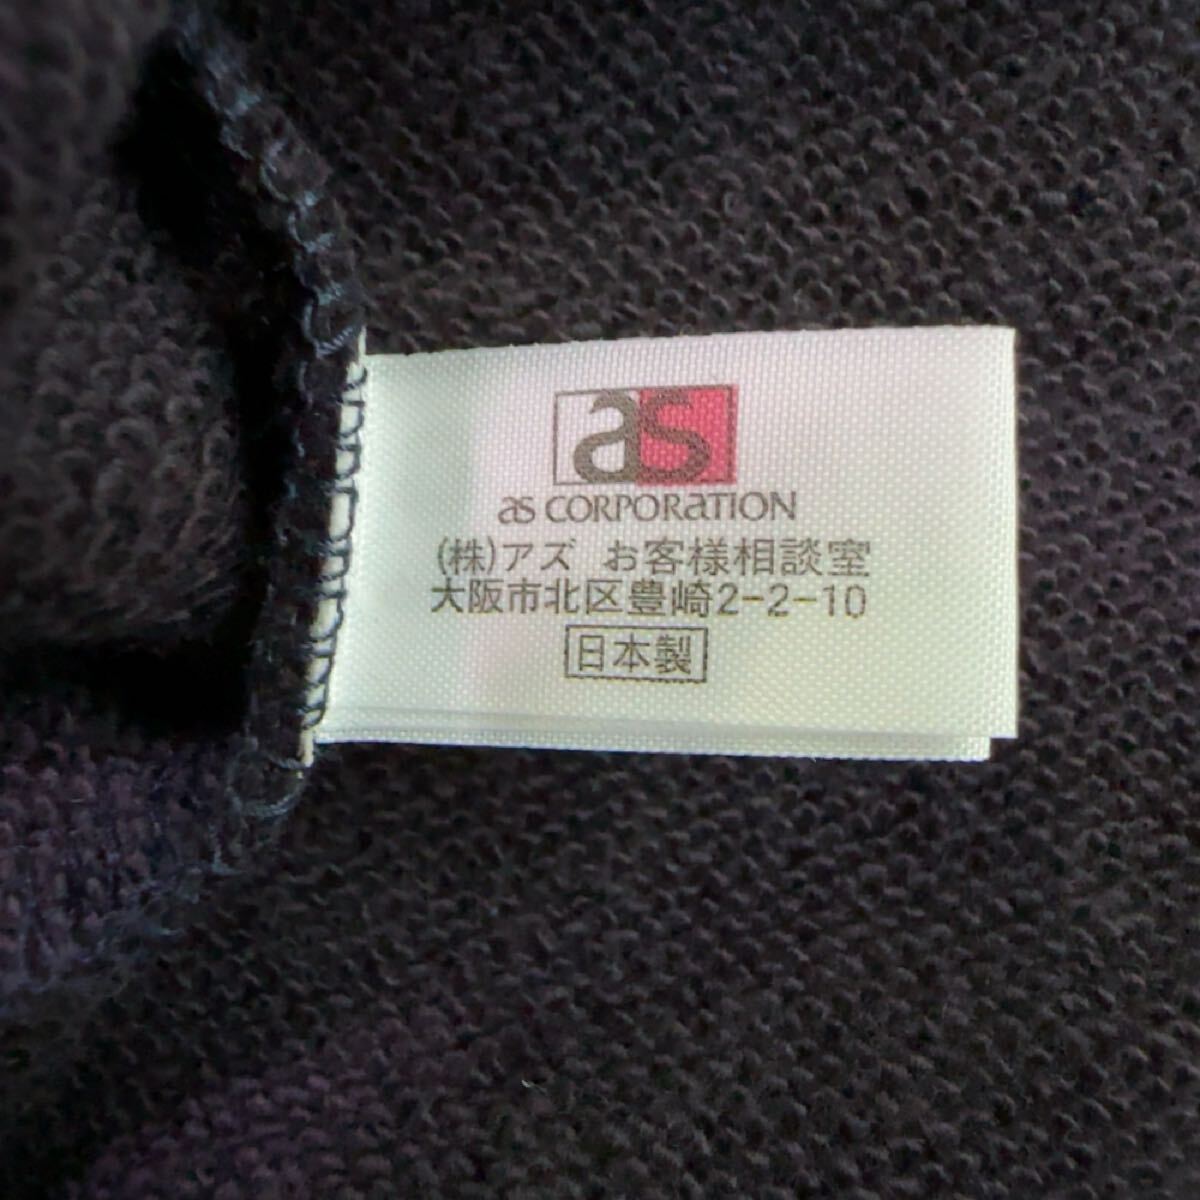 as
as CORPORaTION
(株)アズ お客様相談室
大阪市北区豊崎2-2-10
日本製